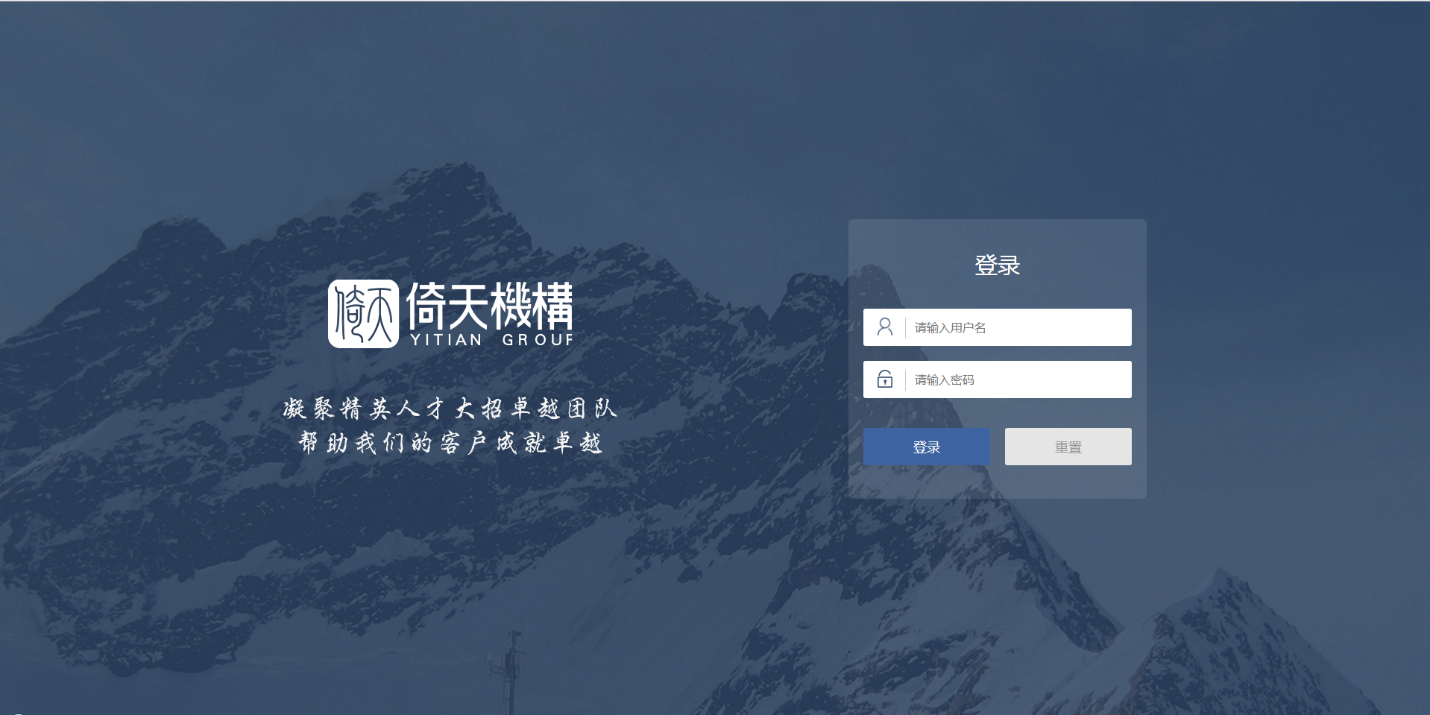 倚天
倚天機構
YITIAN GROUP
凝聚精英人才大招卓越团队
帮助我们的客户成就卓越
登录
请输入用户名
请输入密码
登录
重置